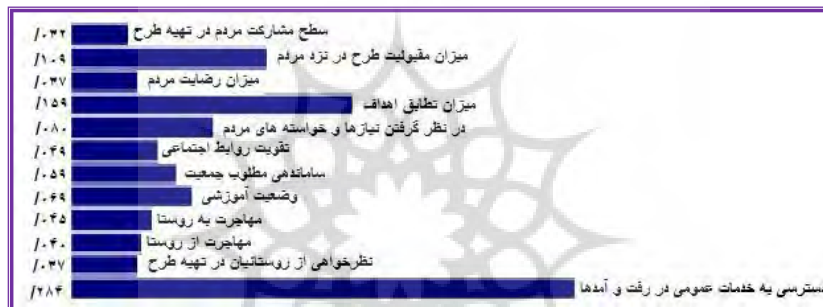 /۰۳۲ سطح مشارکت مردم در تهیه طرح
/۱۰۹ میزان مقبولیت طرح در نزد مردم
/۰۳۷ میزان رضایت مردم
/۱۵۹ میزان تطابق اهداف
/۰۸۰ در نظر گرفتن نیازها و خواسته های مردم
/۰۴۹ تقویت روابط اجتماعی
/۰۵۹ ساماندهی مطلوب جمعیت
/۰۶۹ وضعیت آموزشی
/۰۴۵ مهاجرت به روستا
/۰۴۰ مهاجرت از روستا
/۰۳۷ نظرخواهی از روستانیان در تهیه طرح
/۲۸۴ دسترسی به خدمات عمومی در رفت و آمدها